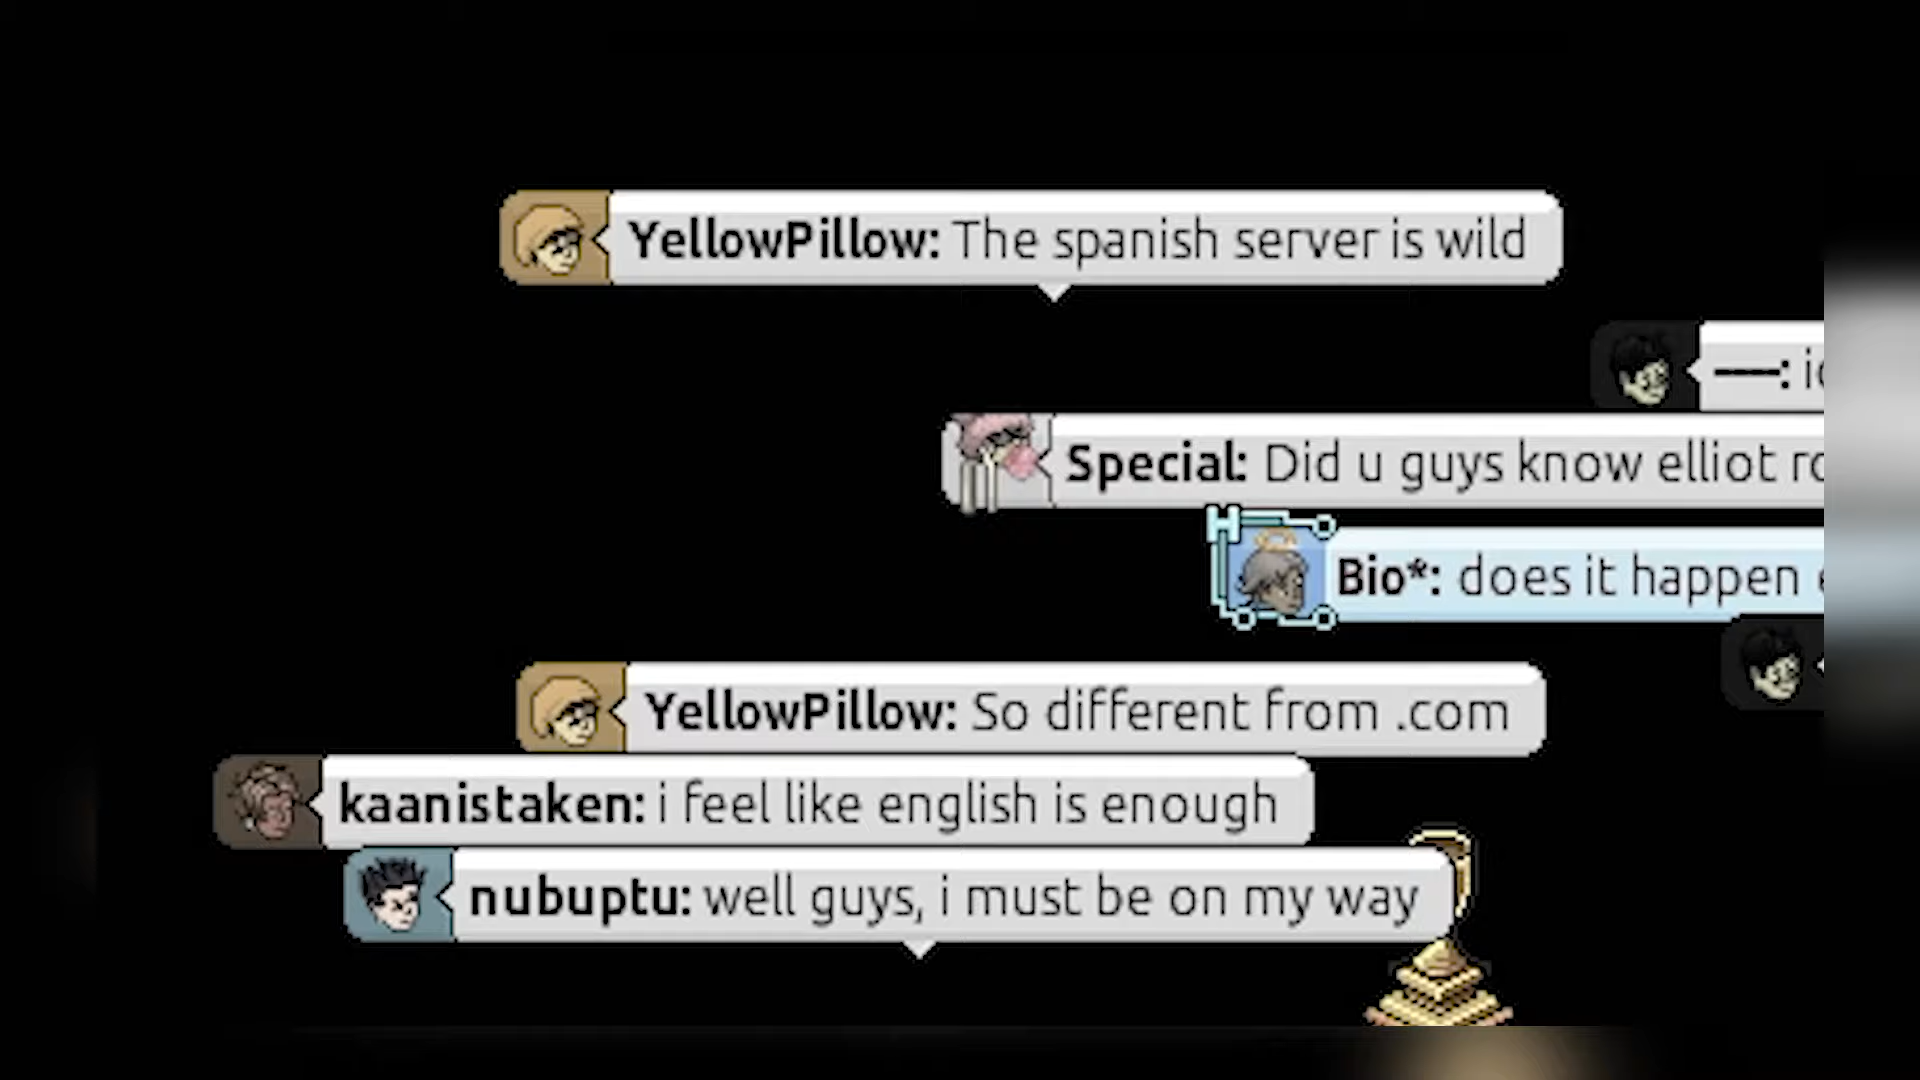 YellowPillow: The spanish server is wild
—:
Special: Did u guys know elliot
Bio*: does it happen
YellowPillow: So different from .com
kaanistaken: i feel like english is enough
nubuptu: well guys, i must be on my way